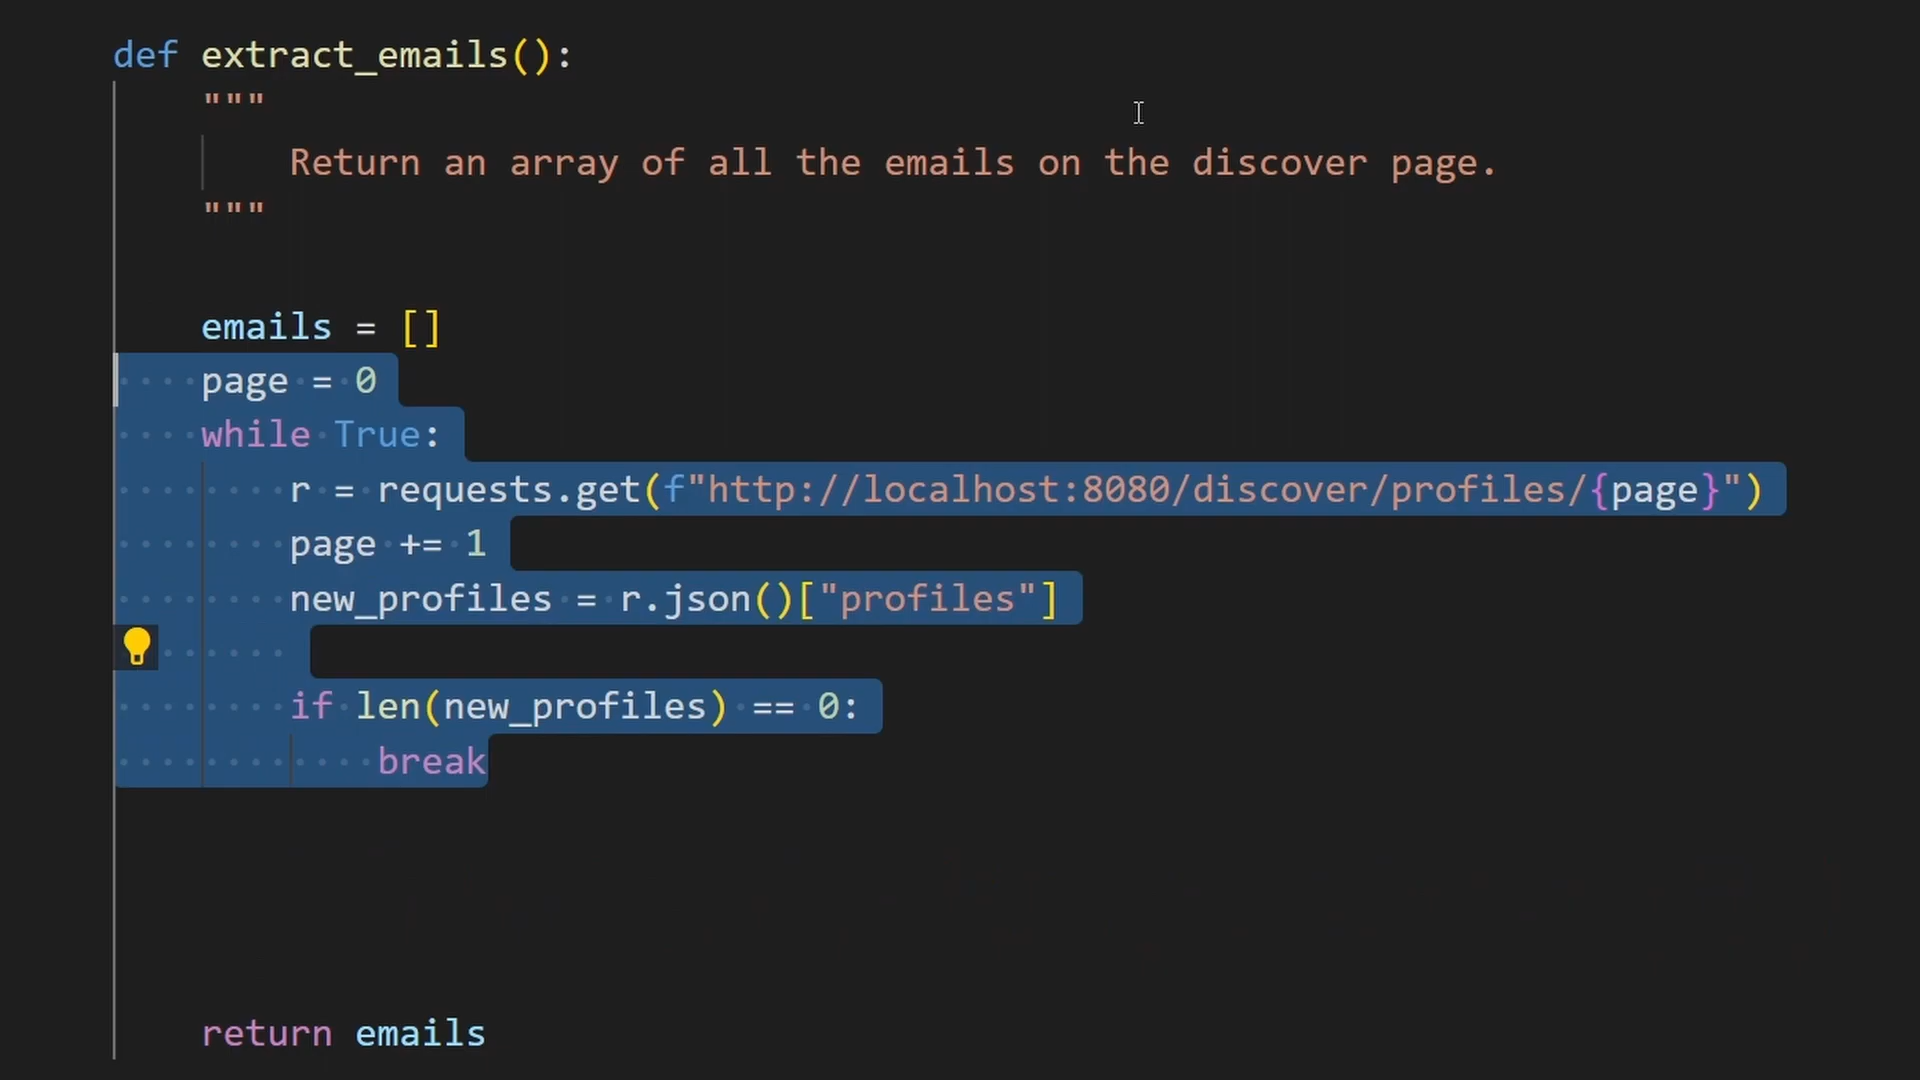 def extract_emails():
    """
        Return an array of all the emails on the discover page.
    """
    emails = []
    page = 0
    while True:
        r = requests.get(f"http://localhost:8080/discover/profiles/{page}")
        page += 1
        new_profiles = r.json()["profiles"]
        if len(new_profiles) == 0:
            break
    return emails